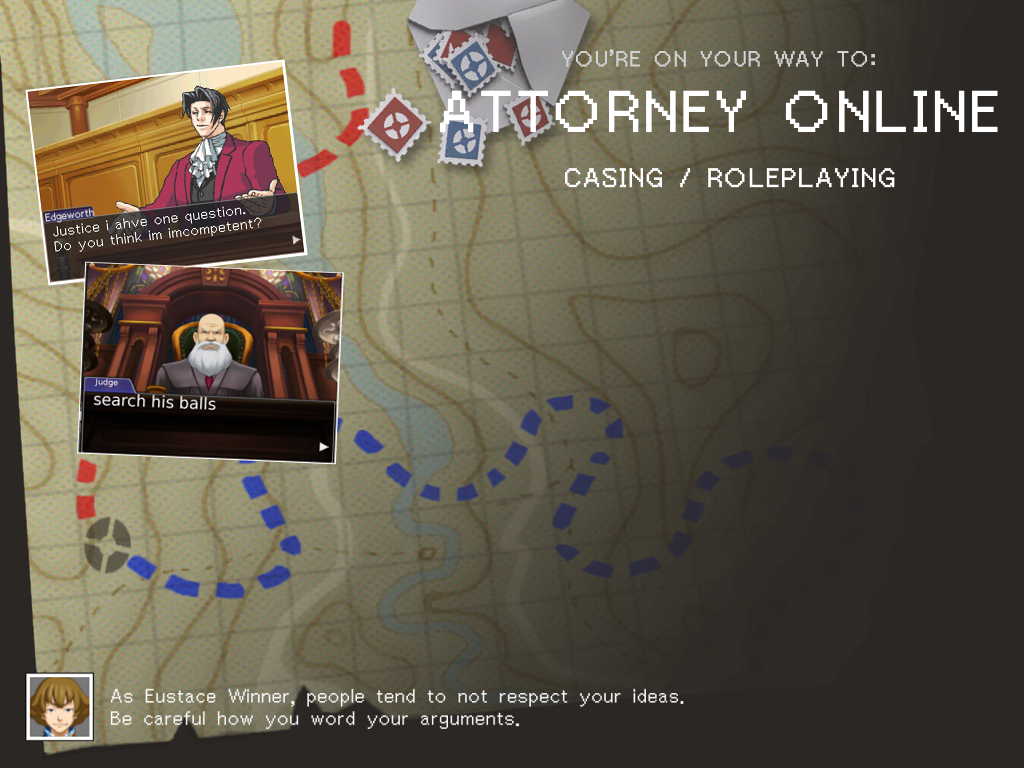 YOU'RE ON YOUR WAY TO:
ATTORNEY ONLINE
CASING / ROLEPLAYING
Edgeworth
Justice i ahve one question.
Do you think im imcompetent?
Judge
search his balls
As Eustace Winner, people tend to not respect your ideas.
Be careful how you word your arguments.